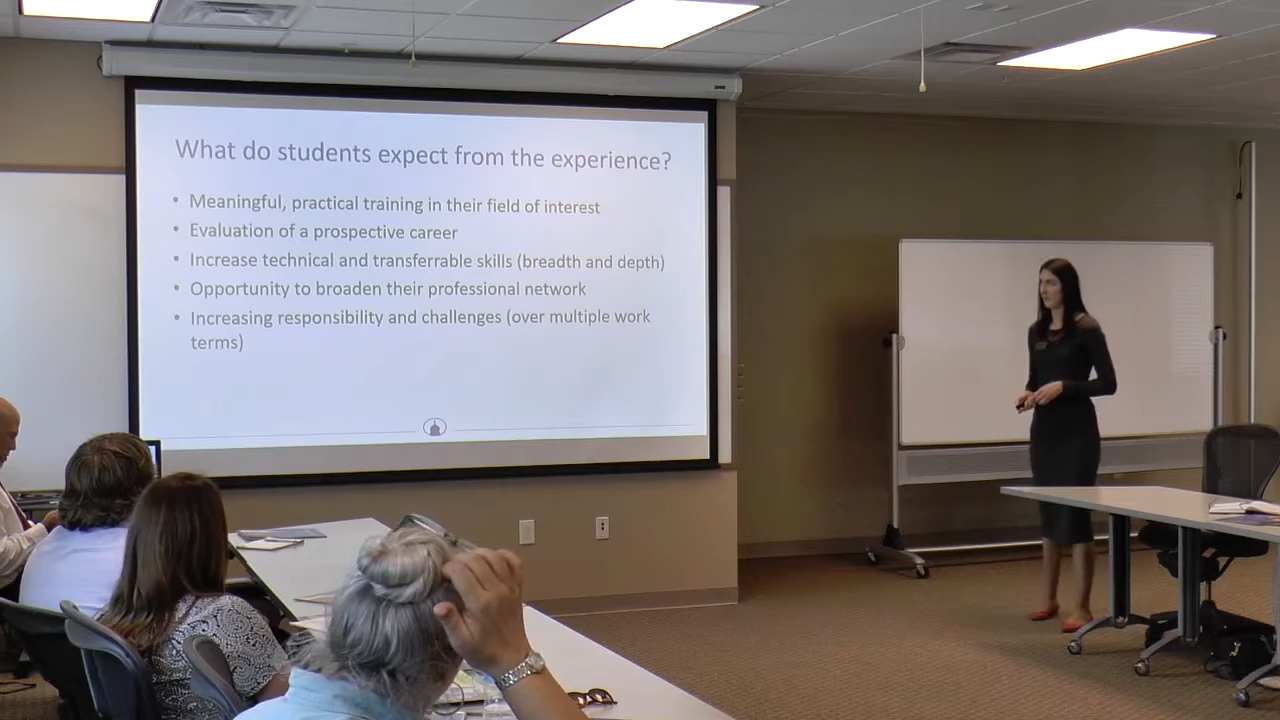 What do students expect from the experience?
• Meaningful, practical training in their field of interest
• Evaluation of a prospective career
• Increase technical and transferrable skills (breadth and depth)
• Opportunity to broaden their professional network
• Increasing responsibility and challenges (over multiple work
terms)